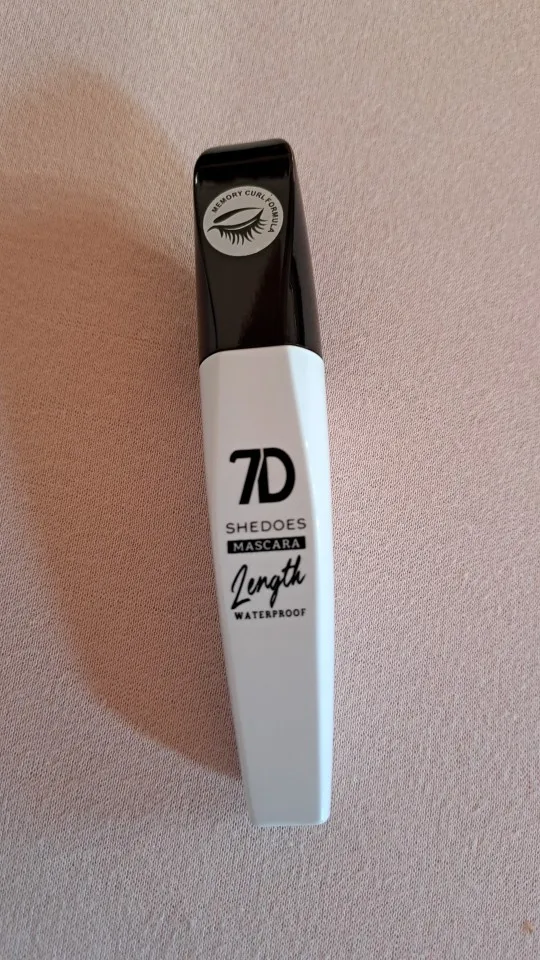 MEMORY CURL FORMULA
7D
SHEDOES
MASCARA
Length
WATERPROOF